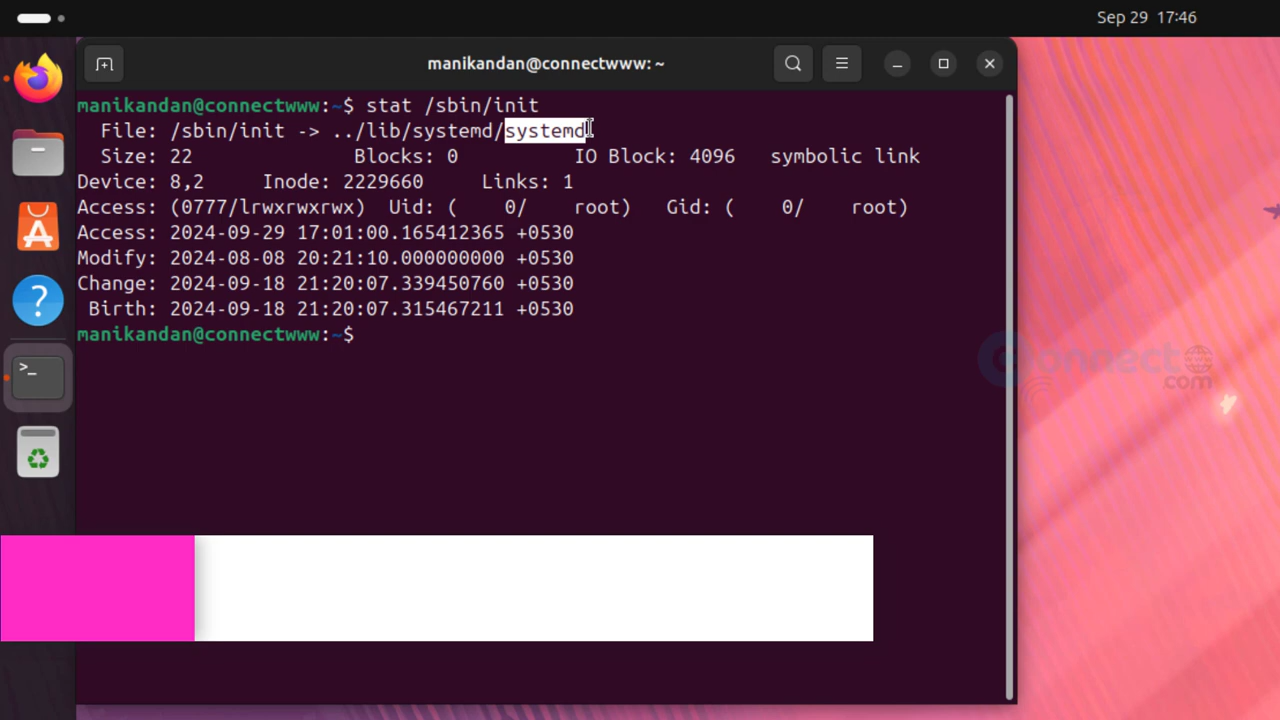 Sep 29 17:46
manikandan@connectwww: ~
manikandan@connectwww:~$ stat /sbin/init
File: /sbin/init -> ../lib/systemd/systemd
Size: 22 Blocks: 0 IO Block: 4096 symbolic link
Device: 8,2 Inode: 2229660 Links: 1
Access: (0777/lrwxrwxrwx) Uid: ( 0/ root) Gid: ( 0/ root)
Access: 2024-09-29 17:01:00.165412365 +0530
Modify: 2024-08-08 20:21:10.000000000 +0530
Change: 2024-09-18 21:20:07.339450760 +0530
Birth: 2024-09-18 21:20:07.315467211 +0530
manikandan@connectwww:~$
Connect
.com